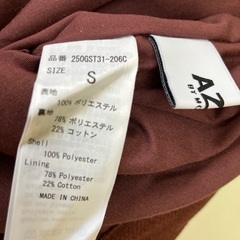 品番 250GST31-206C
SIZE S
表地
100% ポリエステル
裏地
78% ポリエステル
22% コットン
Shell
100% Polyester
Lining
78% Polyester
22% Cotton
MADE IN CHINA
AZ
BY